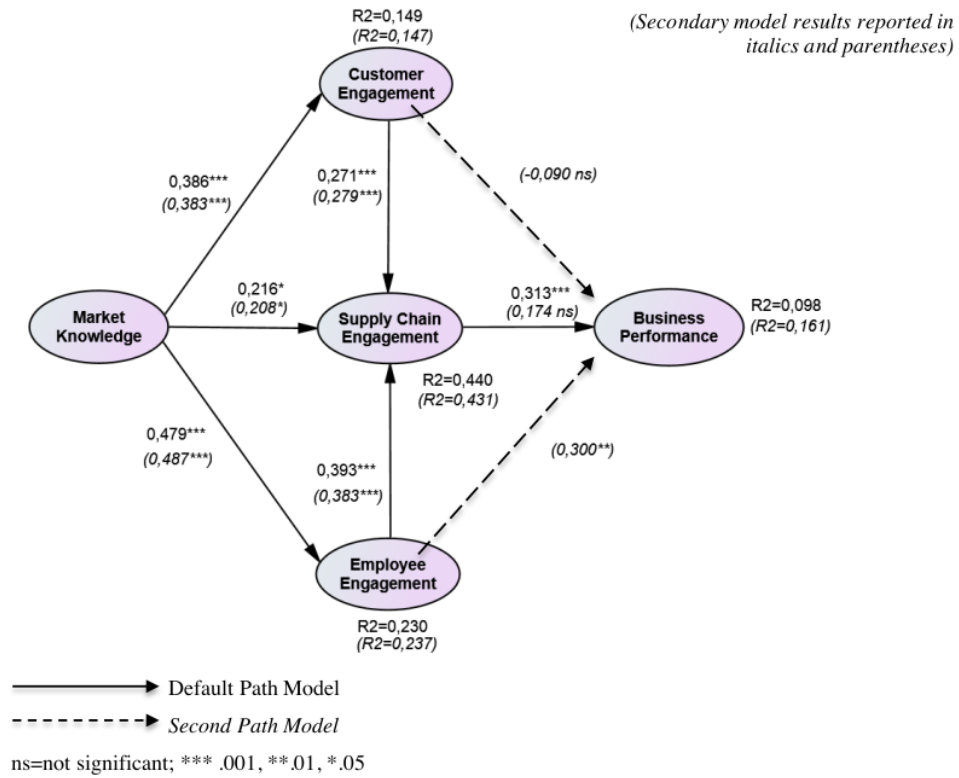 R2=0,149
(R2=0,147)
(Secondary model results reported in
italics and parentheses)
Customer
Engagement
0,386***
(0,383***)
0,271***
(0,279***)
(-0,090 ns)
Market
Knowledge
0,216*
(0,208*)
Supply Chain
Engagement
0,313***
(0,174 ns)
Business
Performance
R2=0,098
(R2=0,161)
R2=0,440
(R2=0,431)
0,479***
(0,487***)
0,393***
(0,383***)
(0,300**)
Employee
Engagement
R2=0,230
(R2=0,237)
Default Path Model
Second Path Model
ns=not significant; *** .001, **.01, *.05